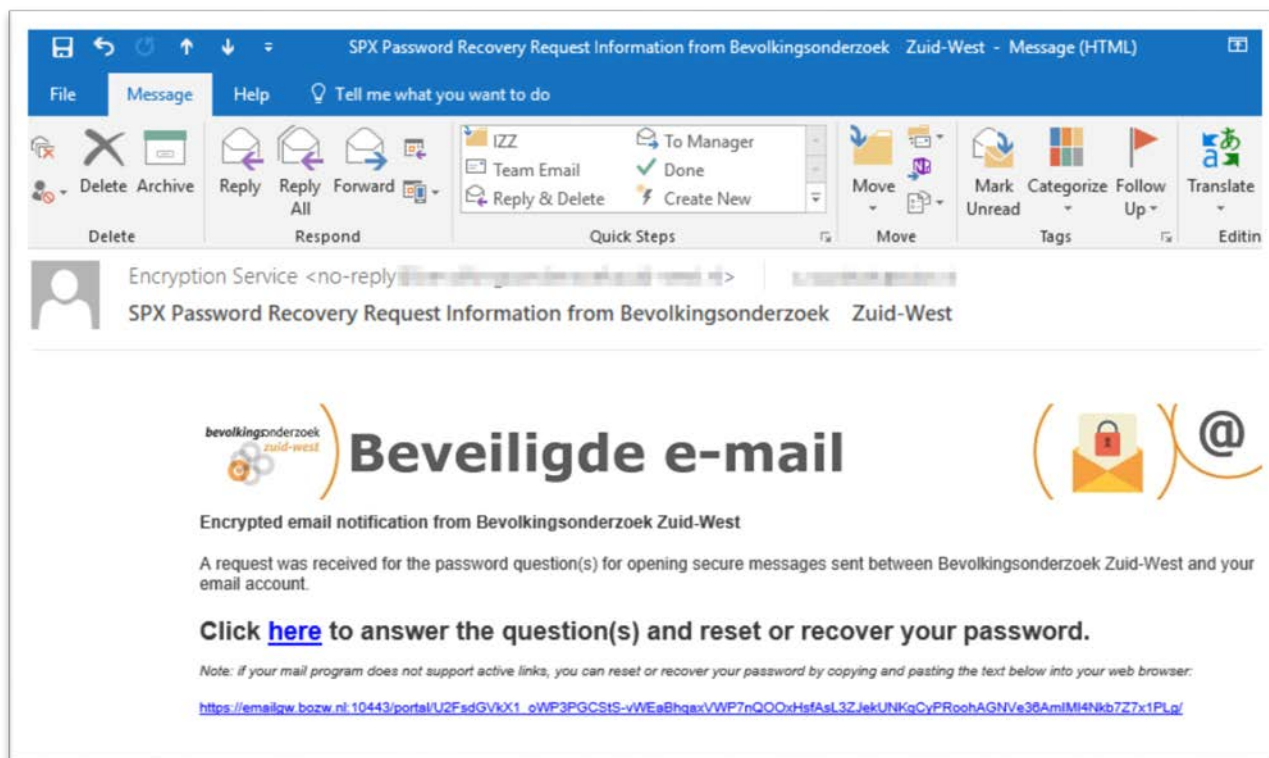 SPX Password Recovery Request Information from Bevolkingsonderzoek Zuid-West - Message (HTML)
File Message Help Tell me what you want to do
IZZ To Manager
Team Email Done
Reply & Delete Create New
Delete Archive Reply Reply All Forward Move Mark Unread Categorize Follow Up Translate
Delete Respond Quick Steps Move Tags Editin
Encryption Service <no-reply
SPX Password Recovery Request Information from Bevolkingsonderzoek Zuid-West
bevolkingsonderzoek
zuid-west
Beveiligde e-mail
@
Encrypted email notification from Bevolkingsonderzoek Zuid-West
A request was received for the password question(s) for opening secure messages sent between Bevolkingsonderzoek Zuid-West and your
email account.
Click here to answer the question(s) and reset or recover your password.
Note: if your mail program does not support active links, you can reset or recover your password by copying and pasting the text below into your web browser:
https://emailgw.bozw.nl:10443/portal/U2FsdGVkX1_oWP3PGCStS-vWEaBhqaxVWP7nQOOxHsfAsL3ZJekUNKqCyPRoohAGNVe36AmIMI4Nkb7Z7x1PLg/